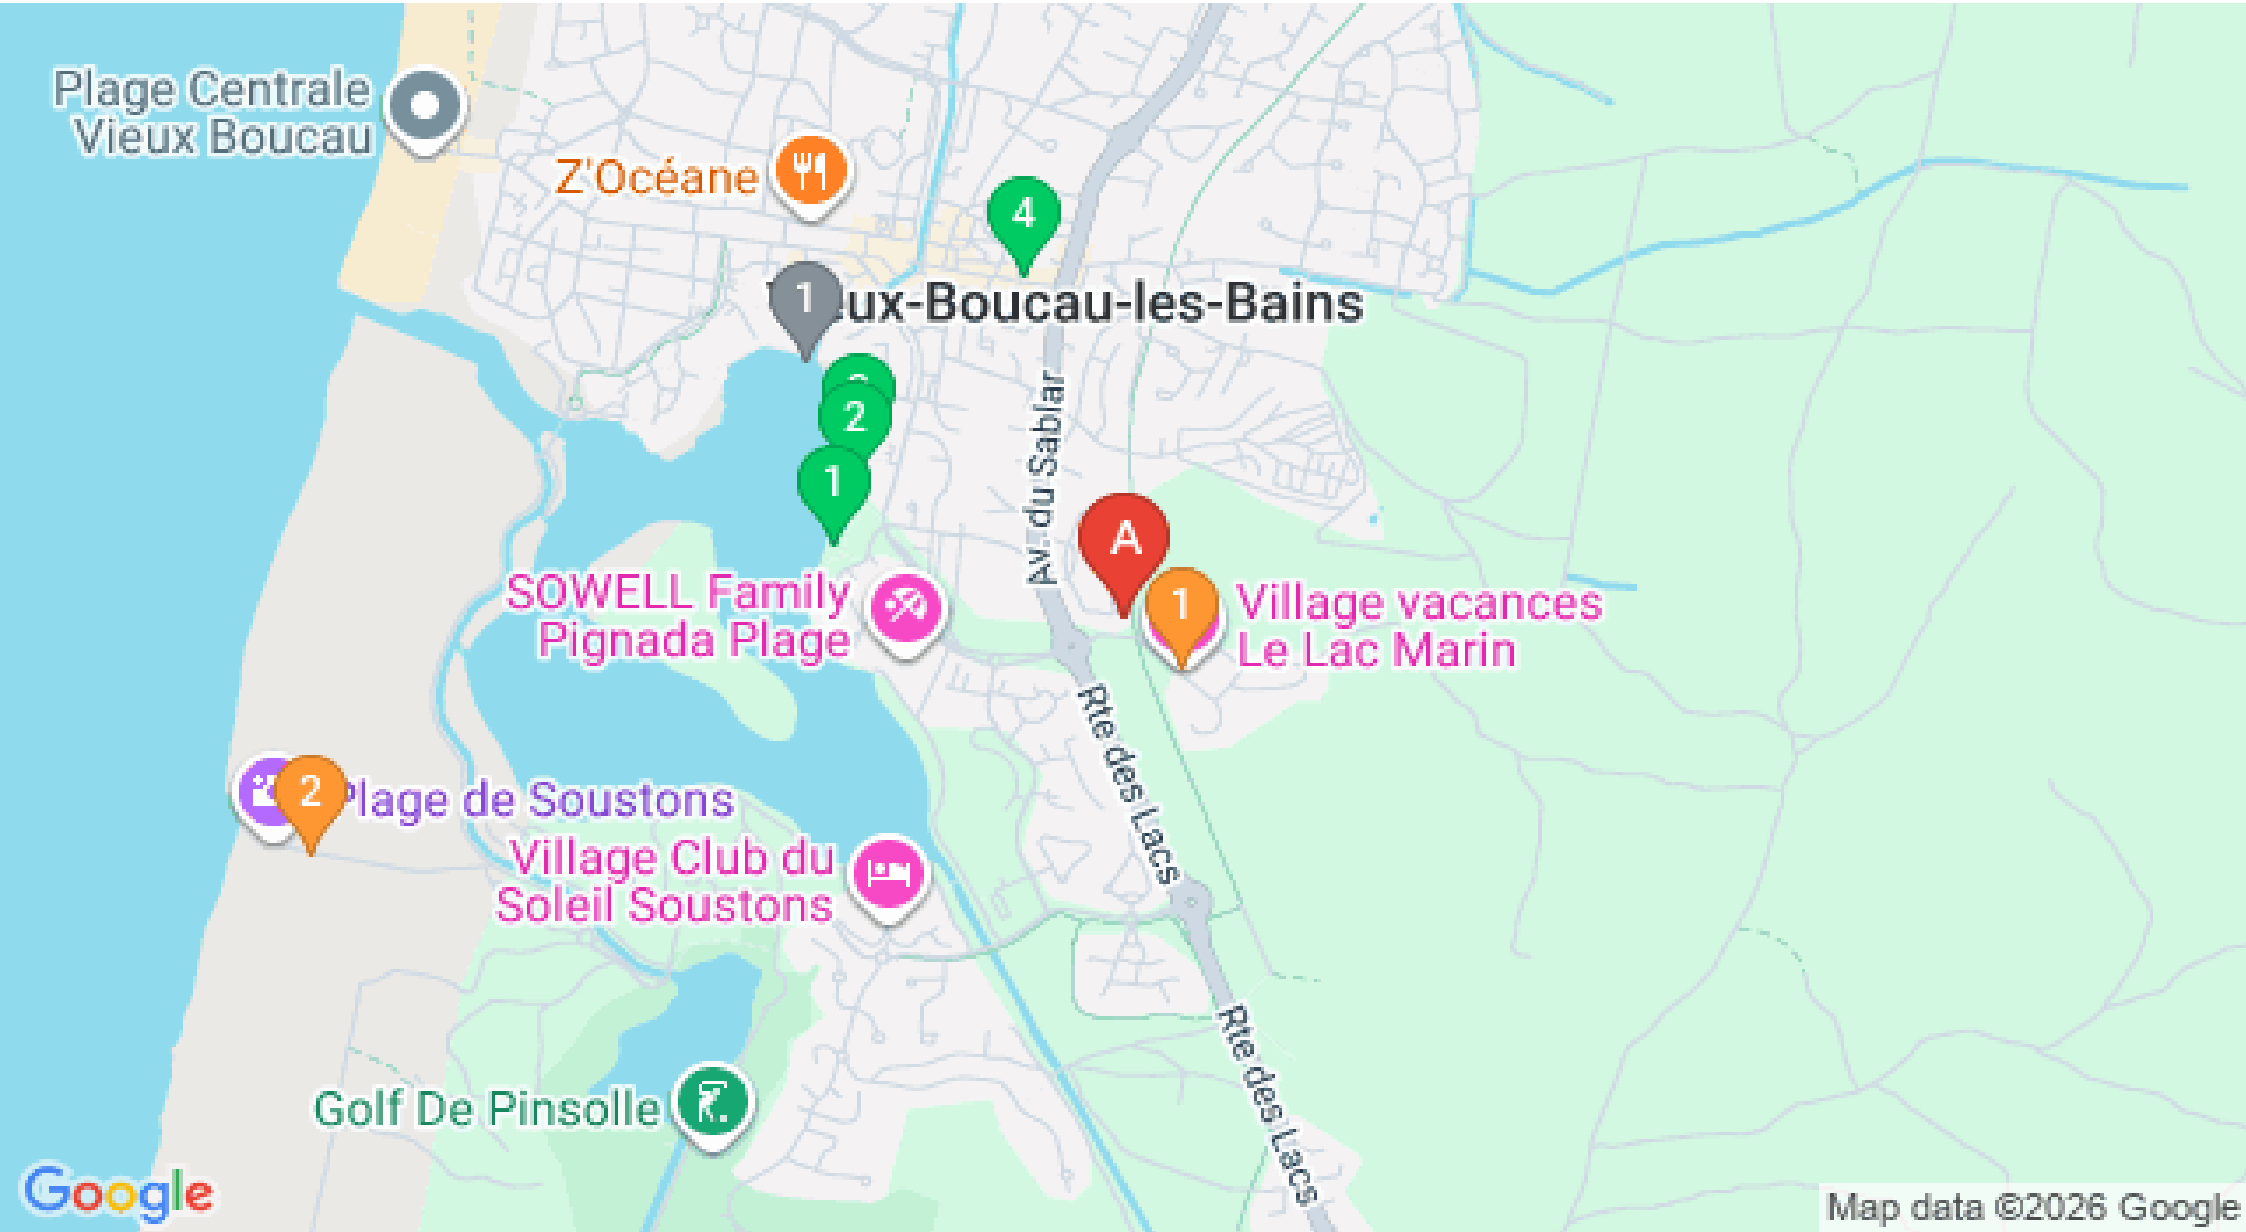 Plage Centrale
Vieux Boucau
Z'Océane
4
1
eux-Boucau-les-Bains
2
1
Av. du Sablar
A
SOWELL Family
Pignada Plage
1
Village vacances
Le Lac Marin
Rte des Lacs
2
Plage de Soustons
Village Club du
Soleil Soustons
Rte des Lacs
Golf De Pinsolle
Google
Map data ©2026 Google